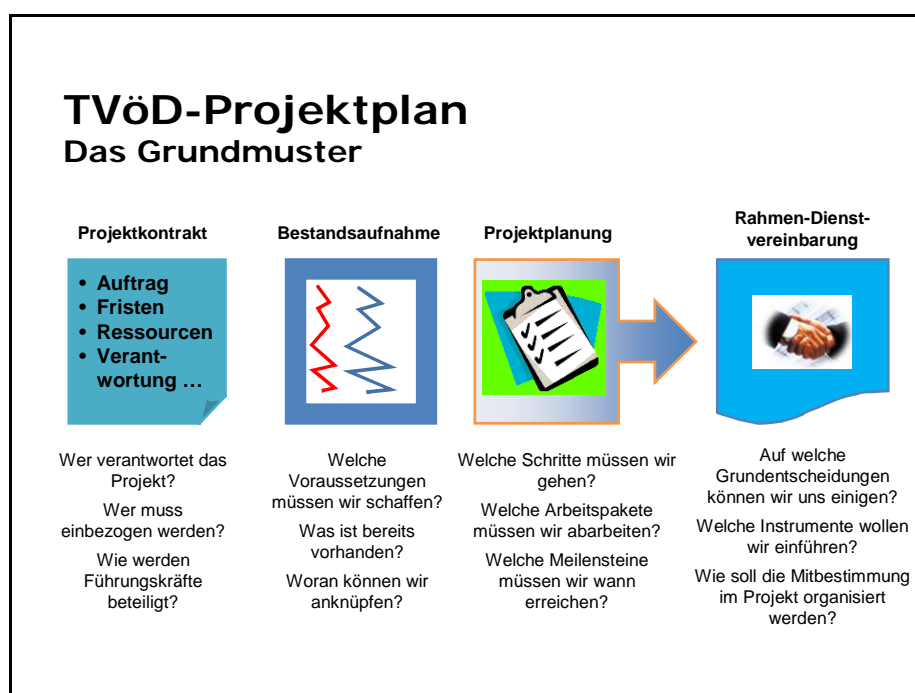 TVöD-Projektplan
Das Grundmuster
Projektkontrakt
• Auftrag
• Fristen
• Ressourcen
• Verant-
wortung …
Wer verantwortet das
Projekt?
Wer muss
einbezogen werden?
Wie werden
Führungskräfte
beteiligt?
Bestandsaufnahme
Welche
Voraussetzungen
müssen wir schaffen?
Was ist bereits
vorhanden?
Woran können wir
anknüpfen?
Projektplanung
Welche Schritte müssen wir
gehen?
Welche Arbeitspakete
müssen wir abarbeiten?
Welche Meilensteine
müssen wir wann
erreichen?
Rahmen-Dienst-
vereinbarung
Auf welche
Grundentscheidungen
können wir uns einigen?
Welche Instrumente wollen
wir einführen?
Wie soll die Mitbestimmung
im Projekt organisiert
werden?